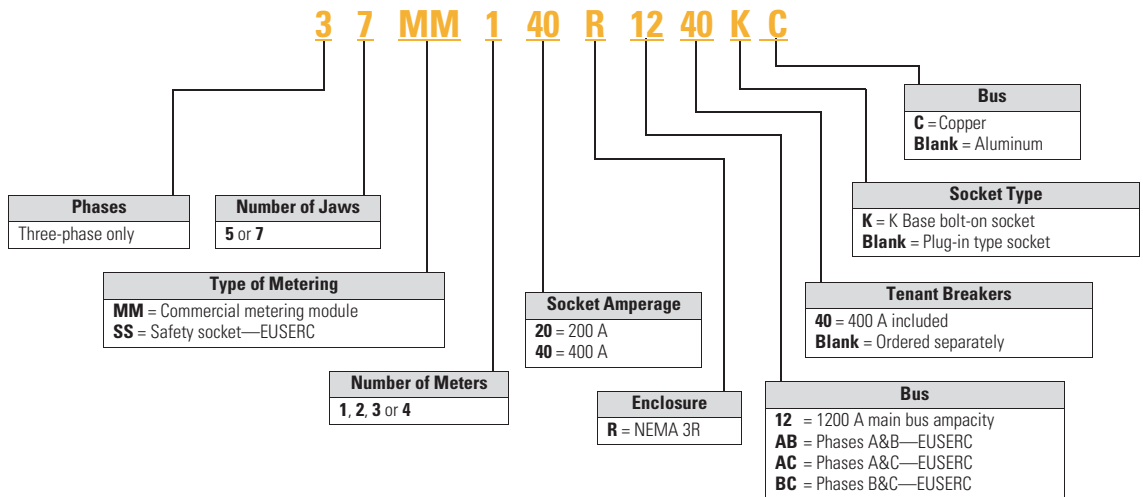 3 7 MM 1 40 R 12 40 K C
Bus
C = Copper
Blank = Aluminum
Phases
Three-phase only
Number of Jaws
5 or 7
Socket Type
K = K Base bolt-on socket
Blank = Plug-in type socket
Type of Metering
MM = Commercial metering module
SS = Safety socket—EUSERC
Socket Amperage
20 = 200 A
40 = 400 A
Tenant Breakers
40 = 400 A included
Blank = Ordered separately
Number of Meters
1, 2, 3 or 4
Enclosure
R = NEMA 3R
Bus
12 = 1200 A main bus ampacity
AB = Phases A&B—EUSERC
AC = Phases A&C—EUSERC
BC = Phases B&C—EUSERC